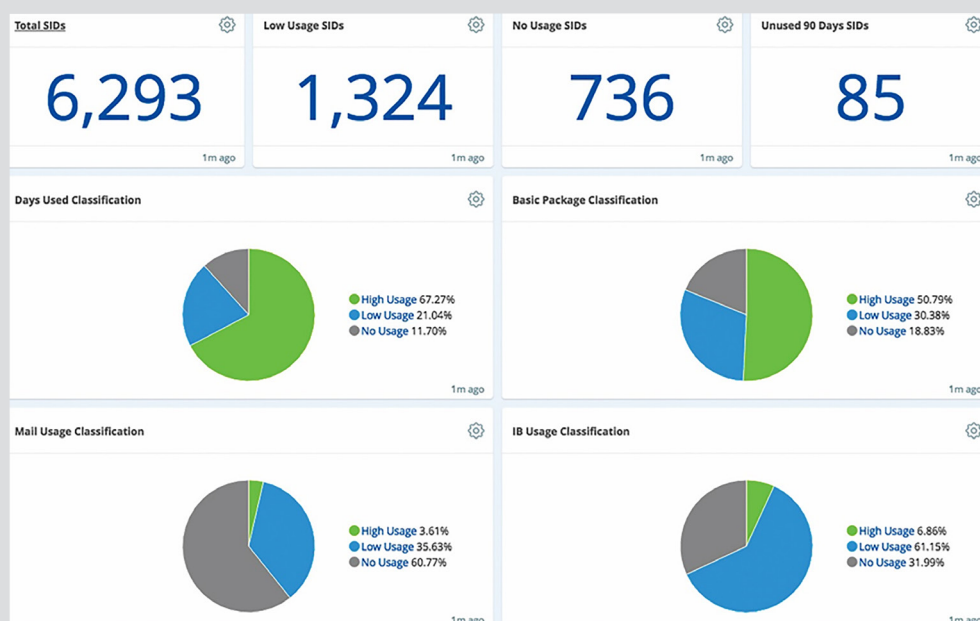 Total SIDs
6,293
1m ago
Low Usage SIDs
1,324
1m ago
No Usage SIDs
736
1m ago
Unused 90 Days SIDs
85
1m ago
Days Used Classification
High Usage 67.27%
Low Usage 21.04%
No Usage 11.70%
1m ago
Basic Package Classification
High Usage 50.79%
Low Usage 30.38%
No Usage 18.83%
1m ago
Mail Usage Classification
High Usage 3.61%
Low Usage 35.63%
No Usage 60.77%
1m ago
IB Usage Classification
High Usage 6.86%
Low Usage 61.15%
No Usage 31.99%
1m ago